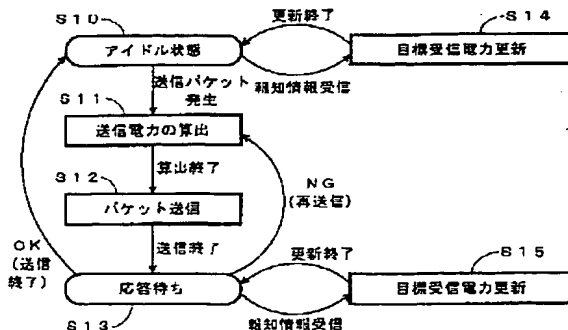 S10
更新終了
S14
アイドル状態
目標受信電力更新
送信パケット
発生
報知情報受信
S11
送信電力の算出
算出終了
S12
NG
(再送信)
パケット送信
OK
(送信
終了)
送信終了
更新終了
S15
応答待ち
目標受信電力更新
S13
報知情報受信